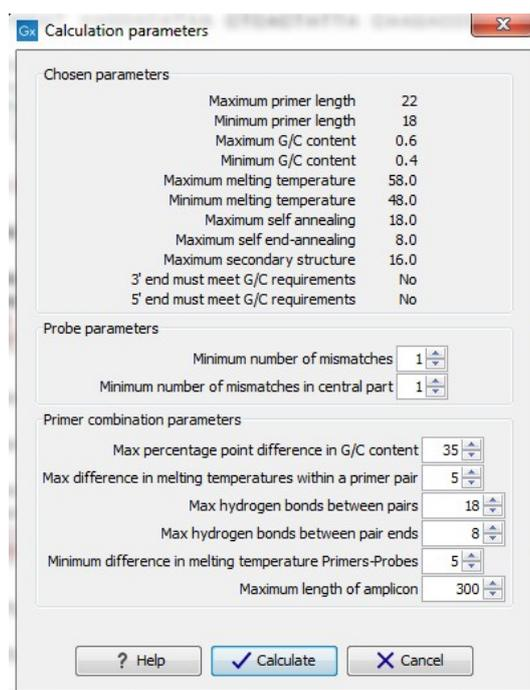 Gx Calculation parameters X
Chosen parameters
Maximum primer length 22
Minimum primer length 18
Maximum G/C content 0.6
Minimum G/C content 0.4
Maximum melting temperature 58.0
Minimum melting temperature 48.0
Maximum self annealing 18.0
Maximum self end-annealing 8.0
Maximum secondary structure 16.0
3' end must meet G/C requirements No
5' end must meet G/C requirements No
Probe parameters
Minimum number of mismatches 1
Minimum number of mismatches in central part 1
Primer combination parameters
Max percentage point difference in G/C content 35
Max difference in melting temperatures within a primer pair 5
Max hydrogen bonds between pairs 18
Max hydrogen bonds between pair ends 8
Minimum difference in melting temperature Primers-Probes 5
Maximum length of amplicon 300
? Help Calculate Cancel